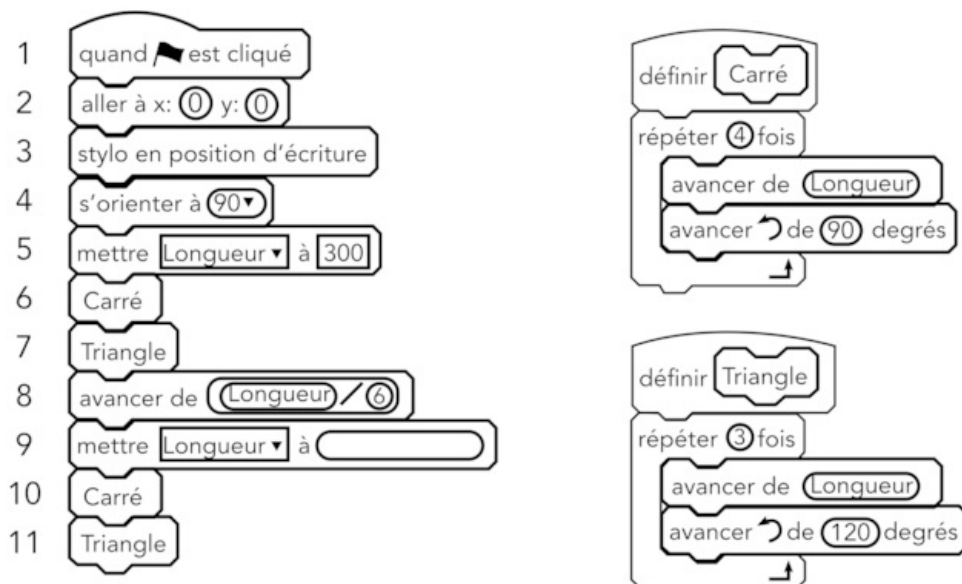 1 quand est cliqué
2 aller à x: 0 y: 0
3 stylo en position d'écriture
4 s'orienter à 90▼
5 mettre Longueur ▼ à 300
6 Carré
7 Triangle
8 avancer de Longueur / 6
9 mettre Longueur ▼ à
10 Carré
11 Triangle
définir Carré
répéter 4 fois
avancer de Longueur
avancer de 90 degrés
définir Triangle
répéter 3 fois
avancer de Longueur
avancer de 120 degrés